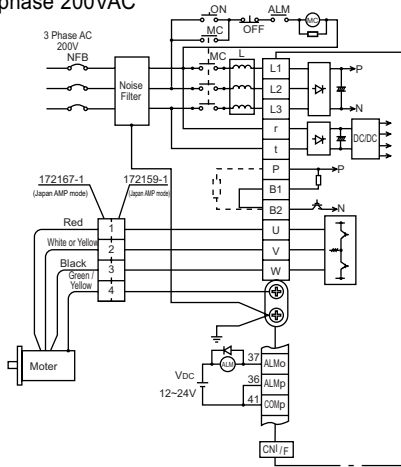 phase 200VAC
ON
ALM
MC
OFF
MC
3 Phase AC
200V
NFB
MC
L
Noise
Filter
L1
L2
L3
r
t
P
B1
B2
U
V
W
P
N
DC/DC
P
N
172167-1
(Japan AMP mode)
172159-1
(Japan AMP mode)
Red
1
White or Yellow
2
Black
3
Green /
Yellow
4
Moter
VDC
12~24V
ALM
37
ALMo
36
ALMp
41
COMp
CNI/F